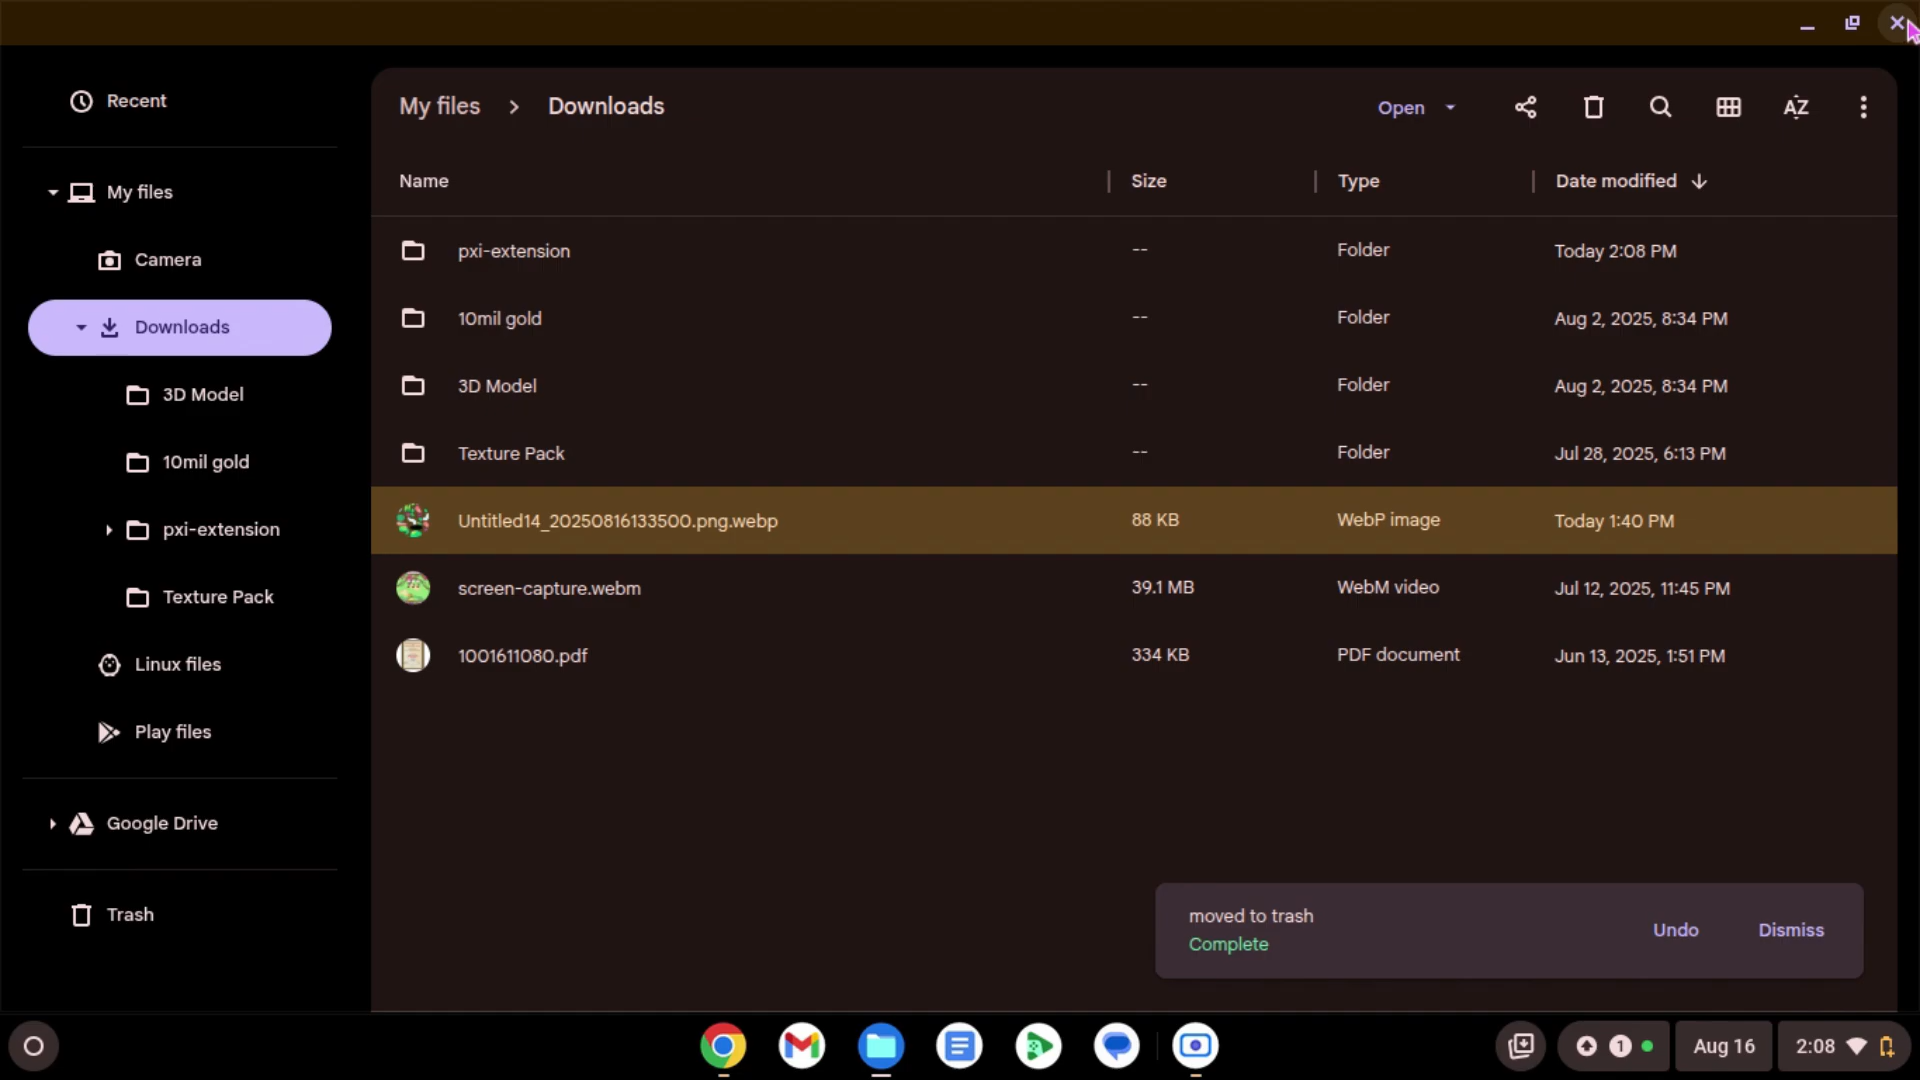 Recent
My files
Camera
Downloads
3D Model
10mil gold
pxi-extension
Texture Pack
Linux files
Play files
Google Drive
Trash
My files > Downloads
Open
AZ
Name Size Type Date modified
pxi-extension -- Folder Today 2:08 PM
10mil gold -- Folder Aug 2, 2025, 8:34 PM
3D Model -- Folder Aug 2, 2025, 8:34 PM
Texture Pack -- Folder Jul 28, 2025, 6:13 PM
Untitled14_20250816133500.png.webp 88 KB WebP image Today 1:40 PM
screen-capture.webm 39.1 MB WebM video Jul 12, 2025, 11:45 PM
1001611080.pdf 334 KB PDF document Jun 13, 2025, 1:51 PM
moved to trash
Complete
Undo Dismiss
1 Aug 16 2:08